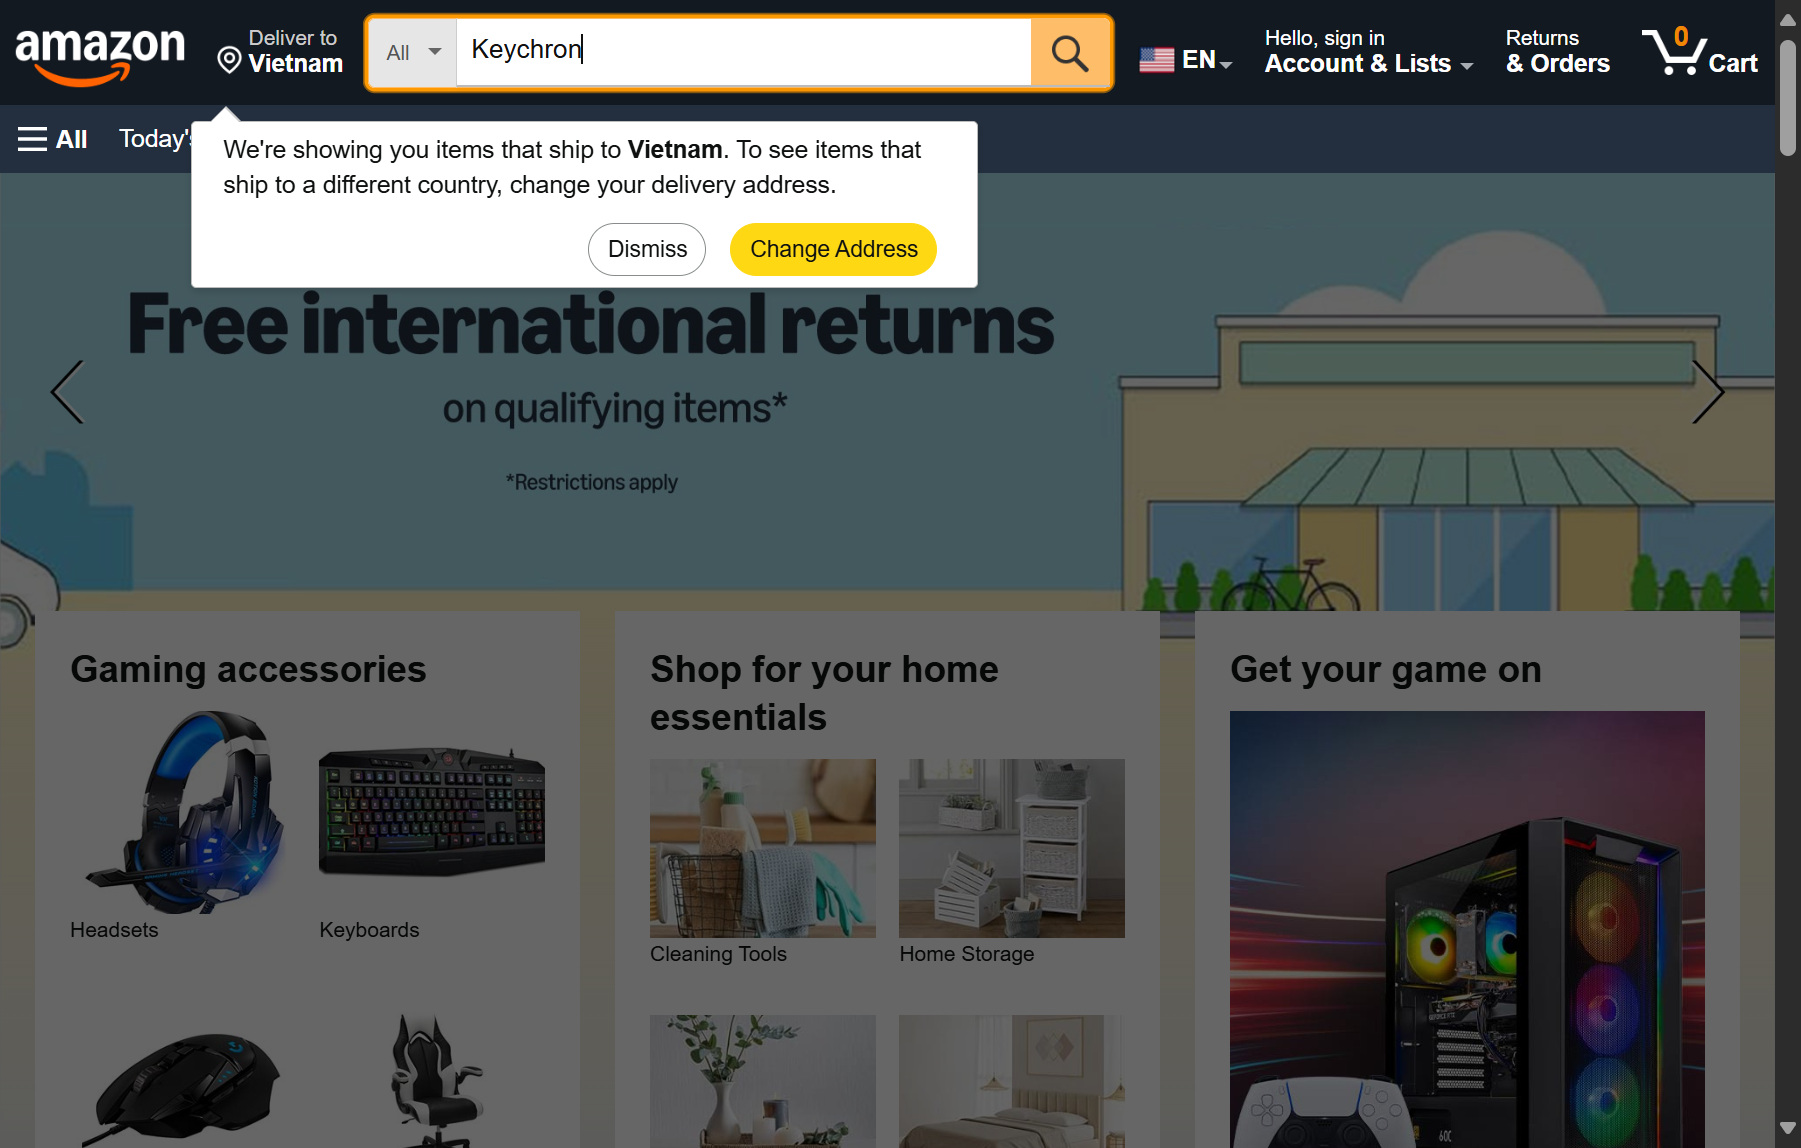 amazon
Deliver to
Vietnam
All
Keychron
EN
Hello, sign in
Account & Lists
Returns
& Orders
0
Cart
All
Today's
We're showing you items that ship to Vietnam. To see items that
ship to a different country, change your delivery address.
Dismiss
Change Address
Free international returns
on qualifying items*
*Restrictions apply
Gaming accessories
Headsets
Keyboards
Shop for your home
essentials
Cleaning Tools
Home Storage
Get your game on